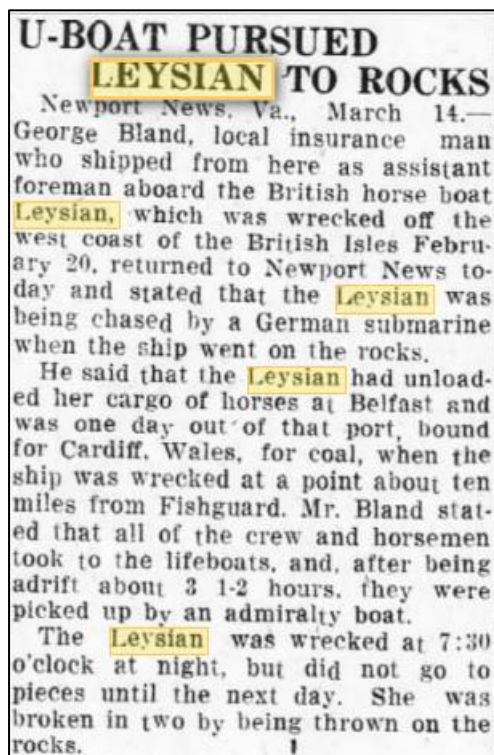 U-BOAT PURSUED
LEYSIAN TO ROCKS
Newport News, Va., March 14.—
George Bland, local insurance man
who shipped from here as assistant
foreman aboard the British horse boat
Leysian, which was wrecked off the
west coast of the British Isles Febru-
ary 20, returned to Newport News to-
day and stated that the Leysian was
being chased by a German submarine
when the ship went on the rocks.
He said that the Leysian had unload-
ed her cargo of horses at Belfast and
was one day out of that port, bound
for Cardiff, Wales, for coal, when the
ship was wrecked at a point about ten
miles from Fishguard. Mr. Bland stat-
ed that all of the crew and horsemen
took to the lifeboats, and, after being
adrift about 3 1-2 hours, they were
picked up by an admiralty boat.
The Leysian was wrecked at 7:30
o'clock at night, but did not go to
pieces until the next day. She was
broken in two by being thrown on the
rocks.